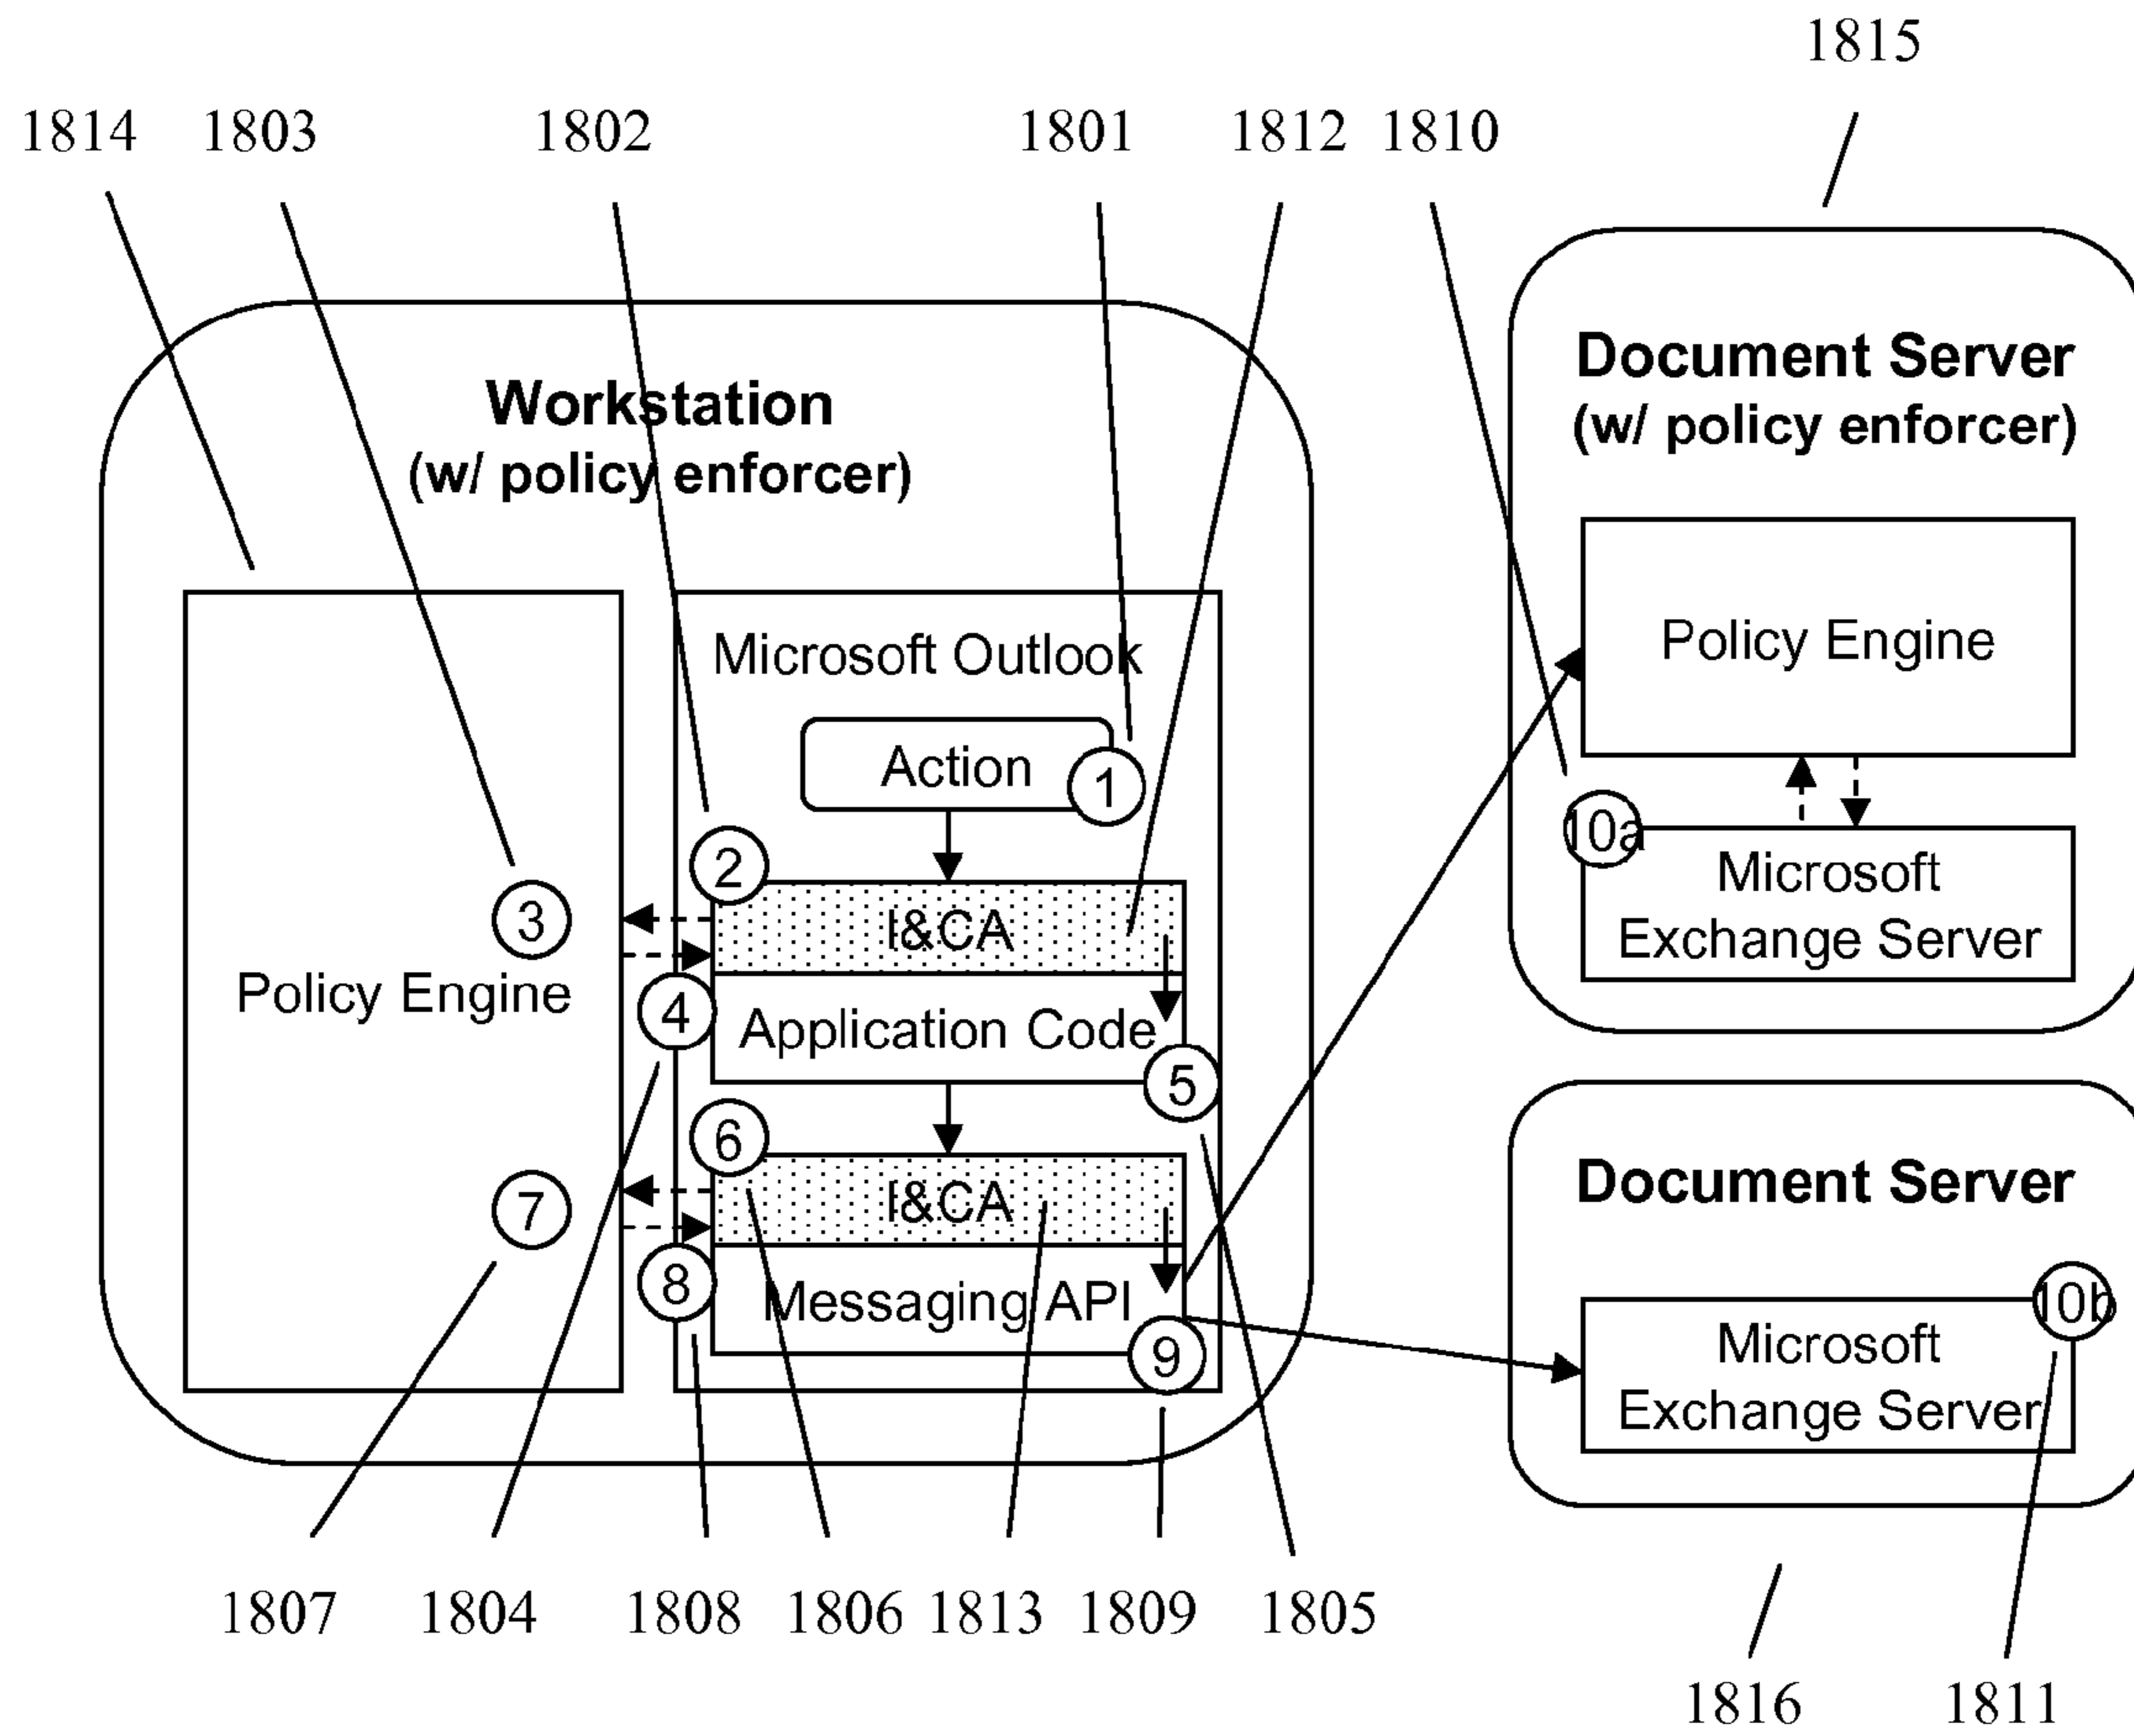 1815
1814 1803 1802 1801 1812 1810
Workstation
(w/ policy enforcer)
Policy Engine
3
7
Microsoft Outlook
Action
1
2
I&CA
4
Application Code
5
6
I&CA
8
Messaging API
9
Document Server
(w/ policy enforcer)
Policy Engine
10a
Microsoft
Exchange Server
Document Server
10b
Microsoft
Exchange Server
1807 1804 1808 1806 1813 1809 1805
1816 1811